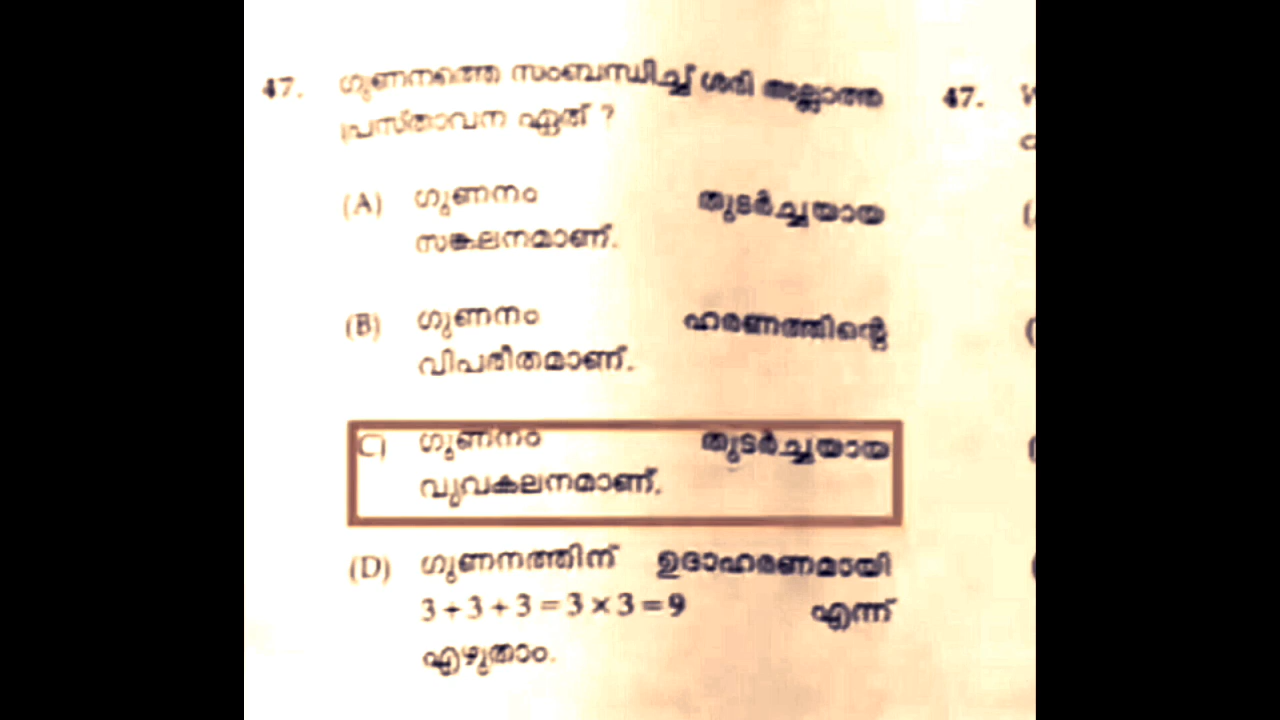 47. ഗുണനത്തെ സംബന്ധിച്ച് ശരി അല്ലാത്ത
പ്രസ്താവന ഏത് ?
(A) ഗുണനം തുടർച്ചയായ
സങ്കലനമാണ്.
(B) ഗുണനം ഹരണത്തിന്റെ
വിപരീതമാണ്.
C) ഗുണനം തുടർച്ചയായ
വ്യവകലനമാണ്.
(D) ഗുണനത്തിന് ഉദാഹരണമായി
3 + 3 + 3 = 3 × 3 = 9 എന്ന്
എഴുതാം.
47.